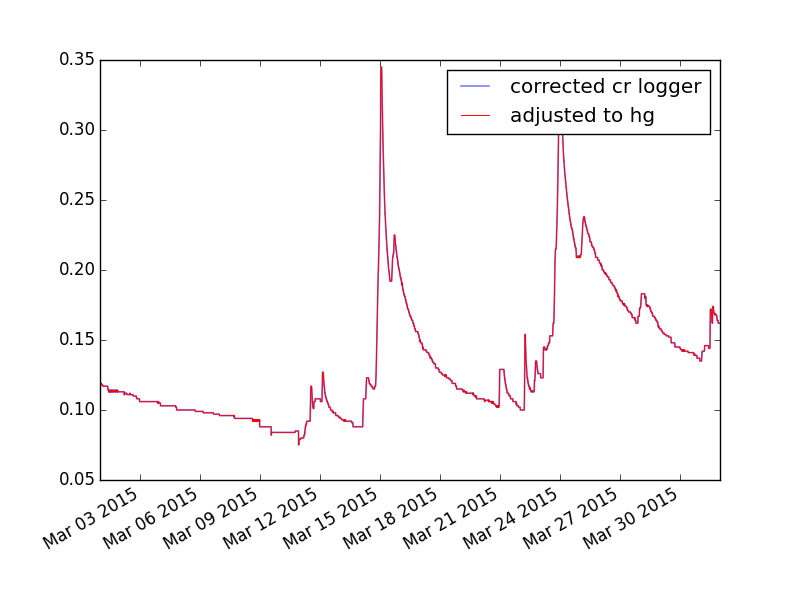 0.35
0.30
0.25
0.20
0.15
0.10
0.05
corrected cr logger
adjusted to hg
Mar 03 2015
Mar 06 2015
Mar 09 2015
Mar 12 2015
Mar 15 2015
Mar 18 2015
Mar 21 2015
Mar 24 2015
Mar 27 2015
Mar 30 2015